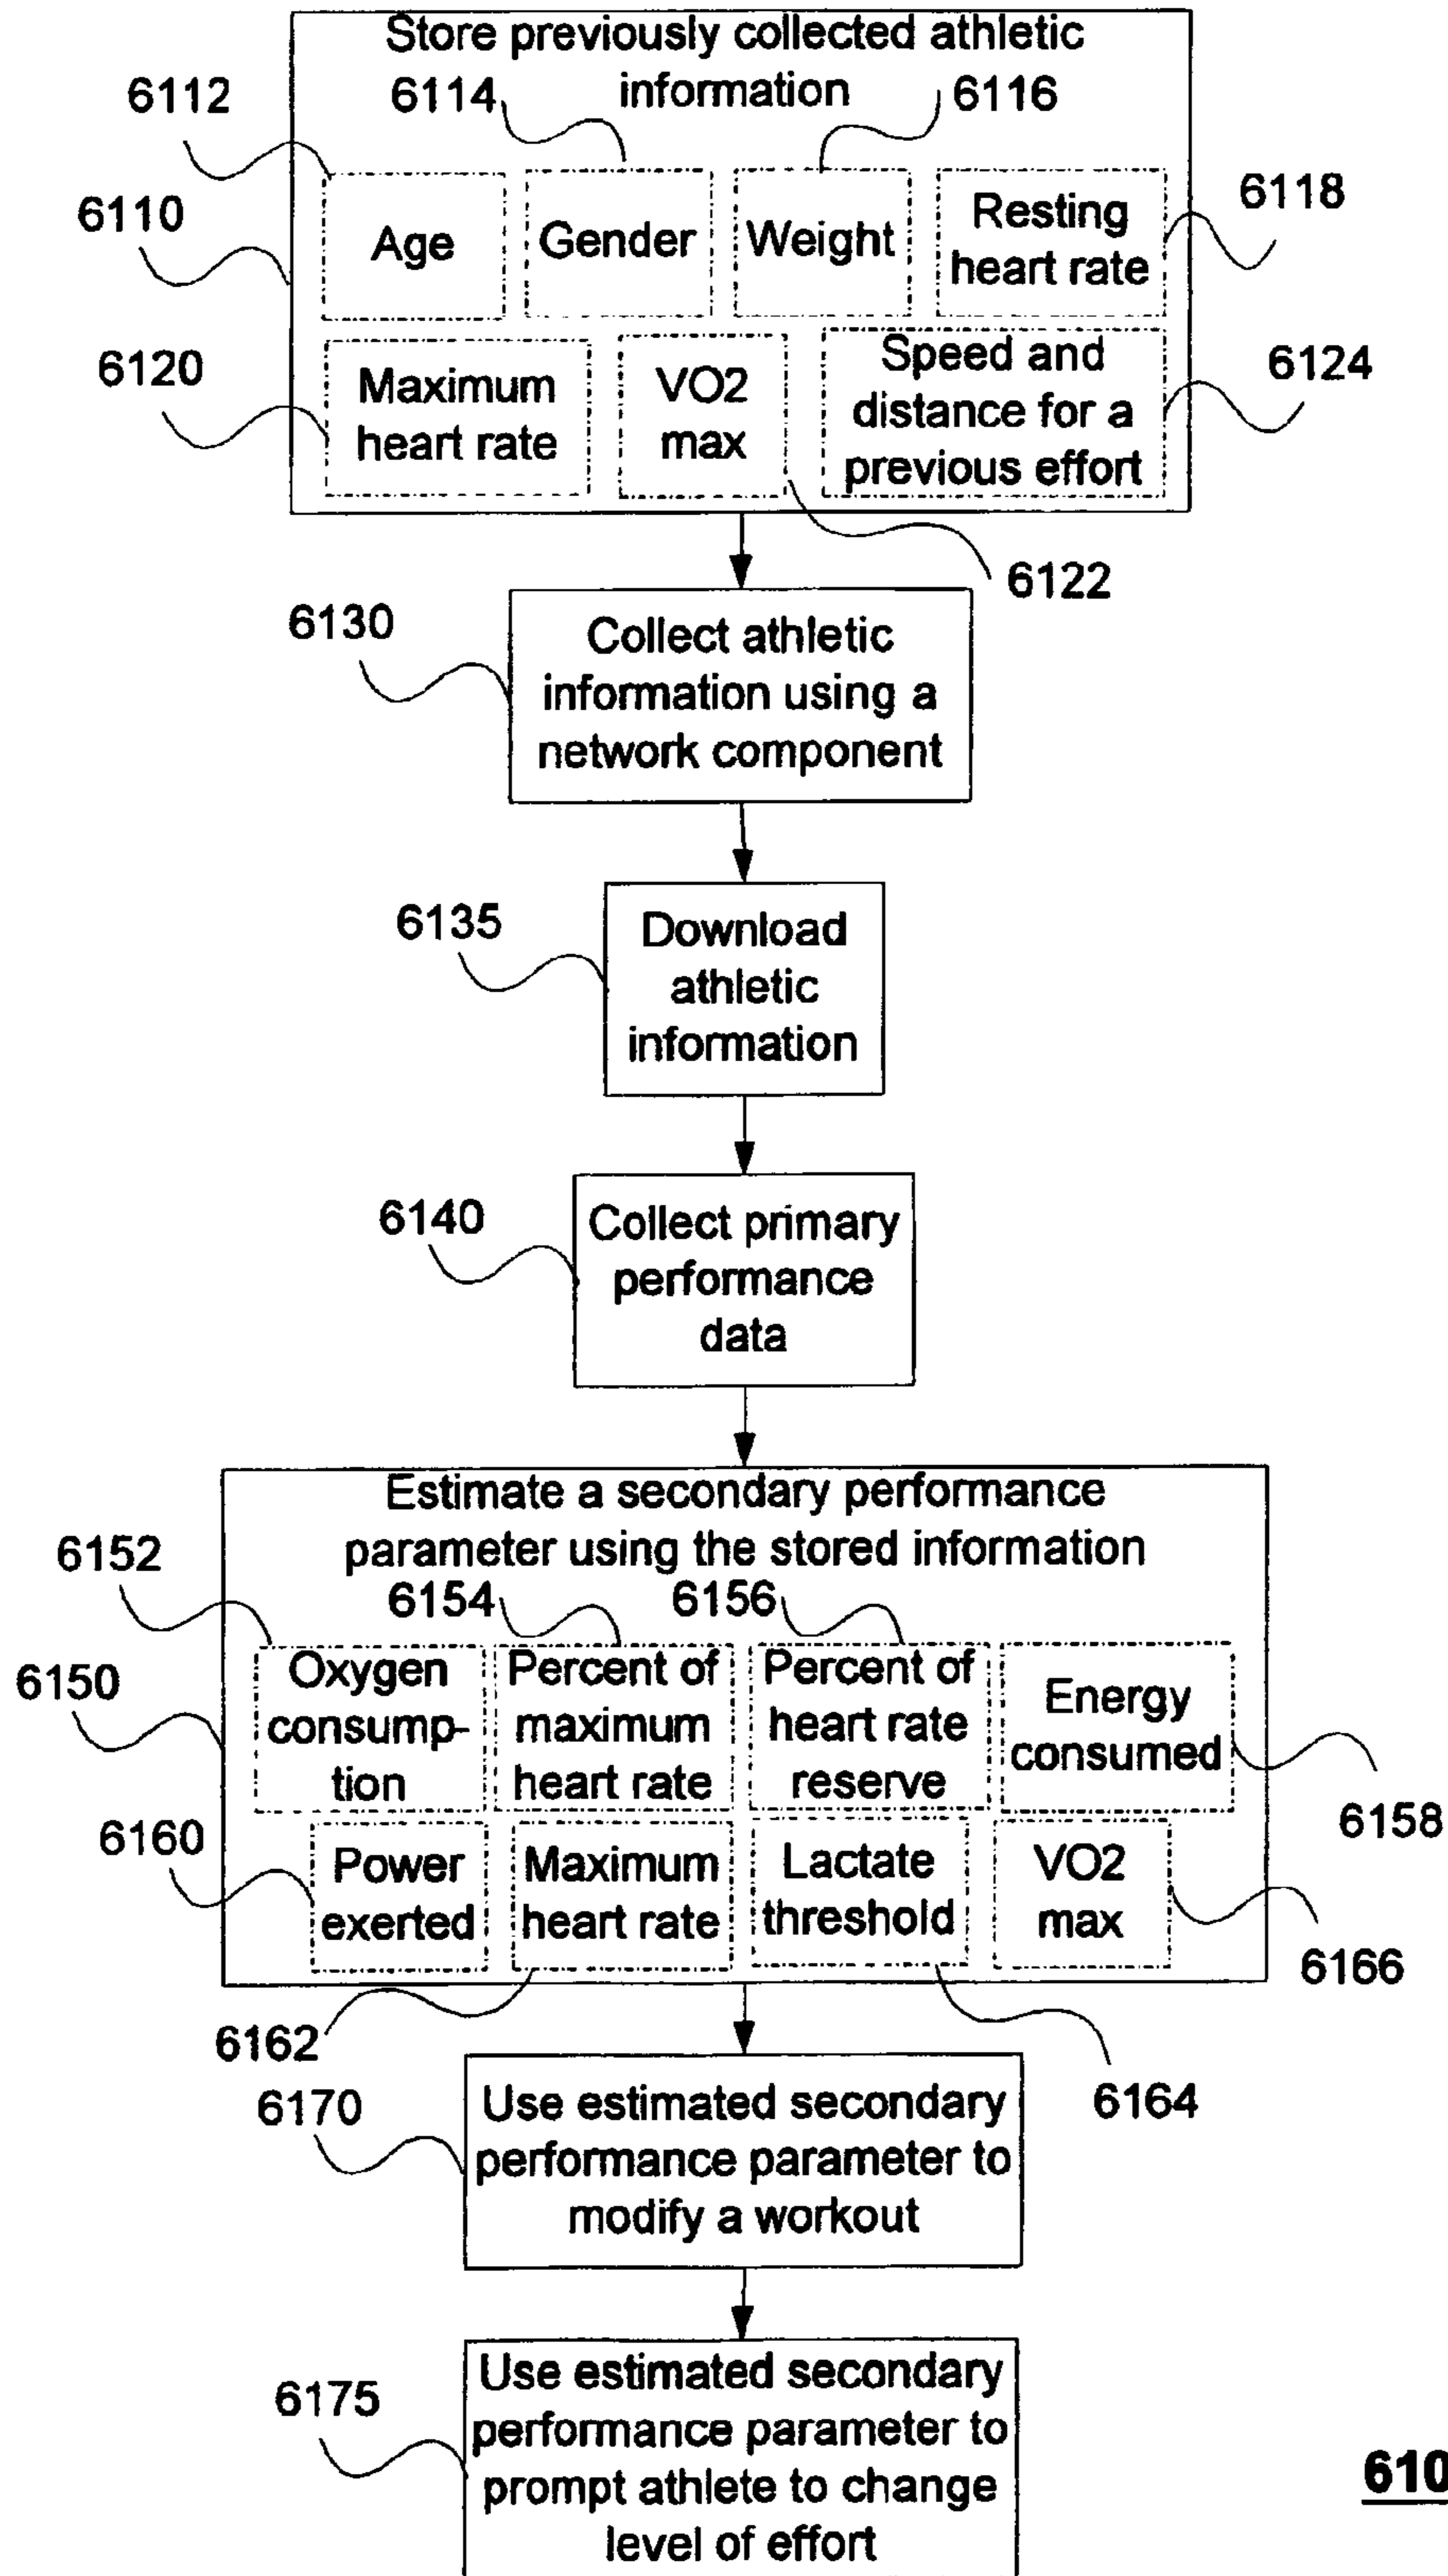 Store previously collected athletic
information
6112
6114
6116
6110
Age
Gender
Weight
Resting
heart rate
6118
6120
Maximum
heart rate
VO2
max
Speed and
distance for a
previous effort
6124
6122
6130
Collect athletic
information using a
network component
6135
Download
athletic
information
6140
Collect primary
performance
data
Estimate a secondary performance
parameter using the stored information
6152
6154
6156
6150
Oxygen
consump-
tion
Percent of
maximum
heart rate
Percent of
heart rate
reserve
Energy
consumed
6158
6160
Power
exerted
Maximum
heart rate
Lactate
threshold
VO2
max
6166
6162
6164
6170
Use estimated secondary
performance parameter to
modify a workout
6175
Use estimated secondary
performance parameter to
prompt athlete to change
level of effort
610